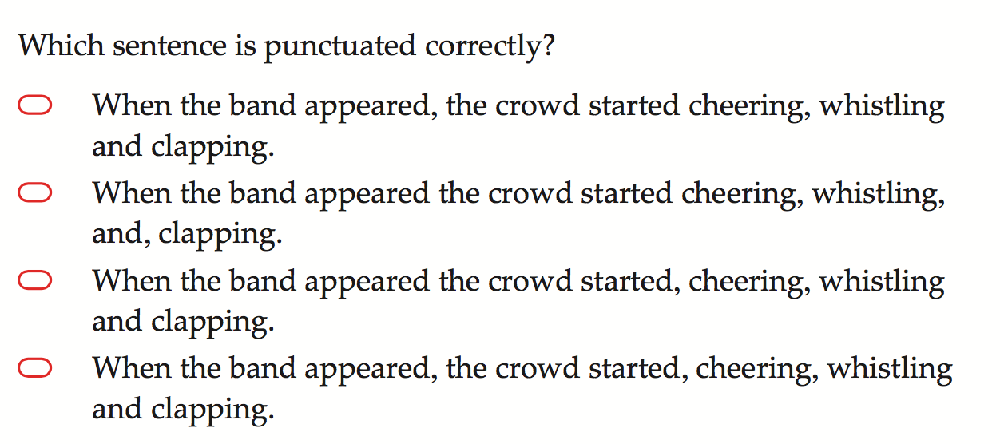 Which sentence is punctuated correctly?
When the band appeared, the crowd started cheering, whistling
and clapping.
When the band appeared the crowd started cheering, whistling,
and, clapping.
When the band appeared the crowd started, cheering, whistling
and clapping.
When the band appeared, the crowd started, cheering, whistling
and clapping.